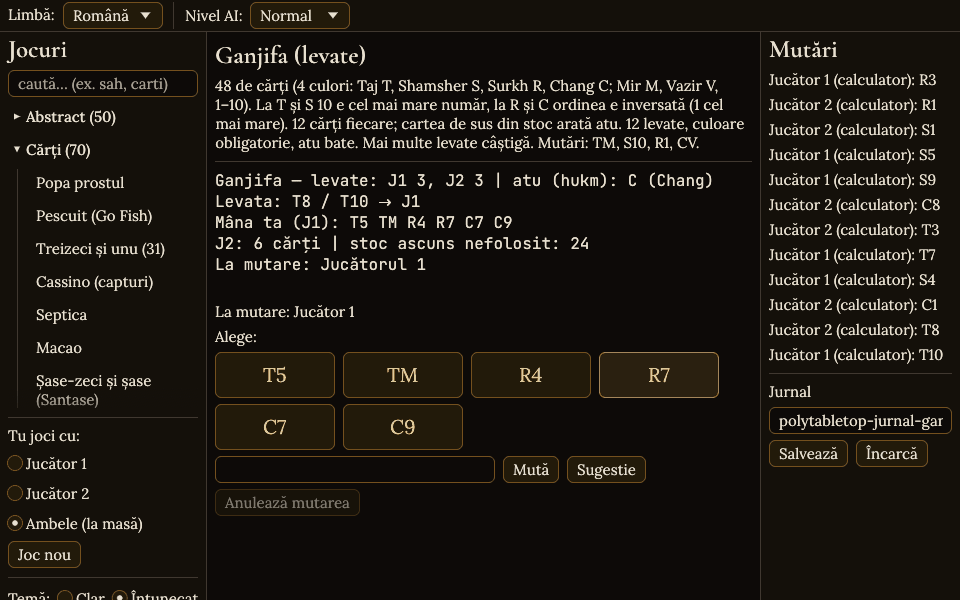 Limbă: Română ▼ Nivel AI: Normal ▼
Jocuri
caută... (ex. sah, carti)
▸ Abstract (50)
▾ Cărți (70)
Popa prostul
Pescuit (Go Fish)
Treizeci și unu (31)
Cassino (capturi)
Septica
Macao
Șase-zeci și șase
(Santase)
Tu joci cu:
Jucător 1
Jucător 2
Ambele (la masă)
Joc nou
Temă: Clar Întunecat
Ganjifa (levate)
48 de cărți (4 culori: Taj T, Shamsher S, Surkh R, Chang C; Mir M, Vazir V,
1–10). La T și S 10 e cel mai mare număr, la R și C ordinea e inversată (1 cel
mai mare). 12 cărți fiecare; cartea de sus din stoc arată atu. 12 levate, culoare
obligatorie, atu bate. Mai multe levate câștigă. Mutări: TM, S10, R1, CV.
Ganjifa — levate: J1 3, J2 3 | atu (hukm): C (Chang)
Levata: T8 / T10 → J1
Mâna ta (J1): T5 TM R4 R7 C7 C9
J2: 6 cărți | stoc ascuns nefolosit: 24
La mutare: Jucătorul 1
La mutare: Jucător 1
Alege:
T5 TM R4 R7
C7 C9
Mută Sugestie
Anulează mutarea
Mutări
Jucător 1 (calculator): R3
Jucător 2 (calculator): R1
Jucător 2 (calculator): S1
Jucător 1 (calculator): S5
Jucător 1 (calculator): S9
Jucător 2 (calculator): C8
Jucător 2 (calculator): T3
Jucător 1 (calculator): T7
Jucător 1 (calculator): S4
Jucător 2 (calculator): C1
Jucător 2 (calculator): T8
Jucător 1 (calculator): T10
Jurnal
polytabletop-jurnal-gar
Salvează Încarcă